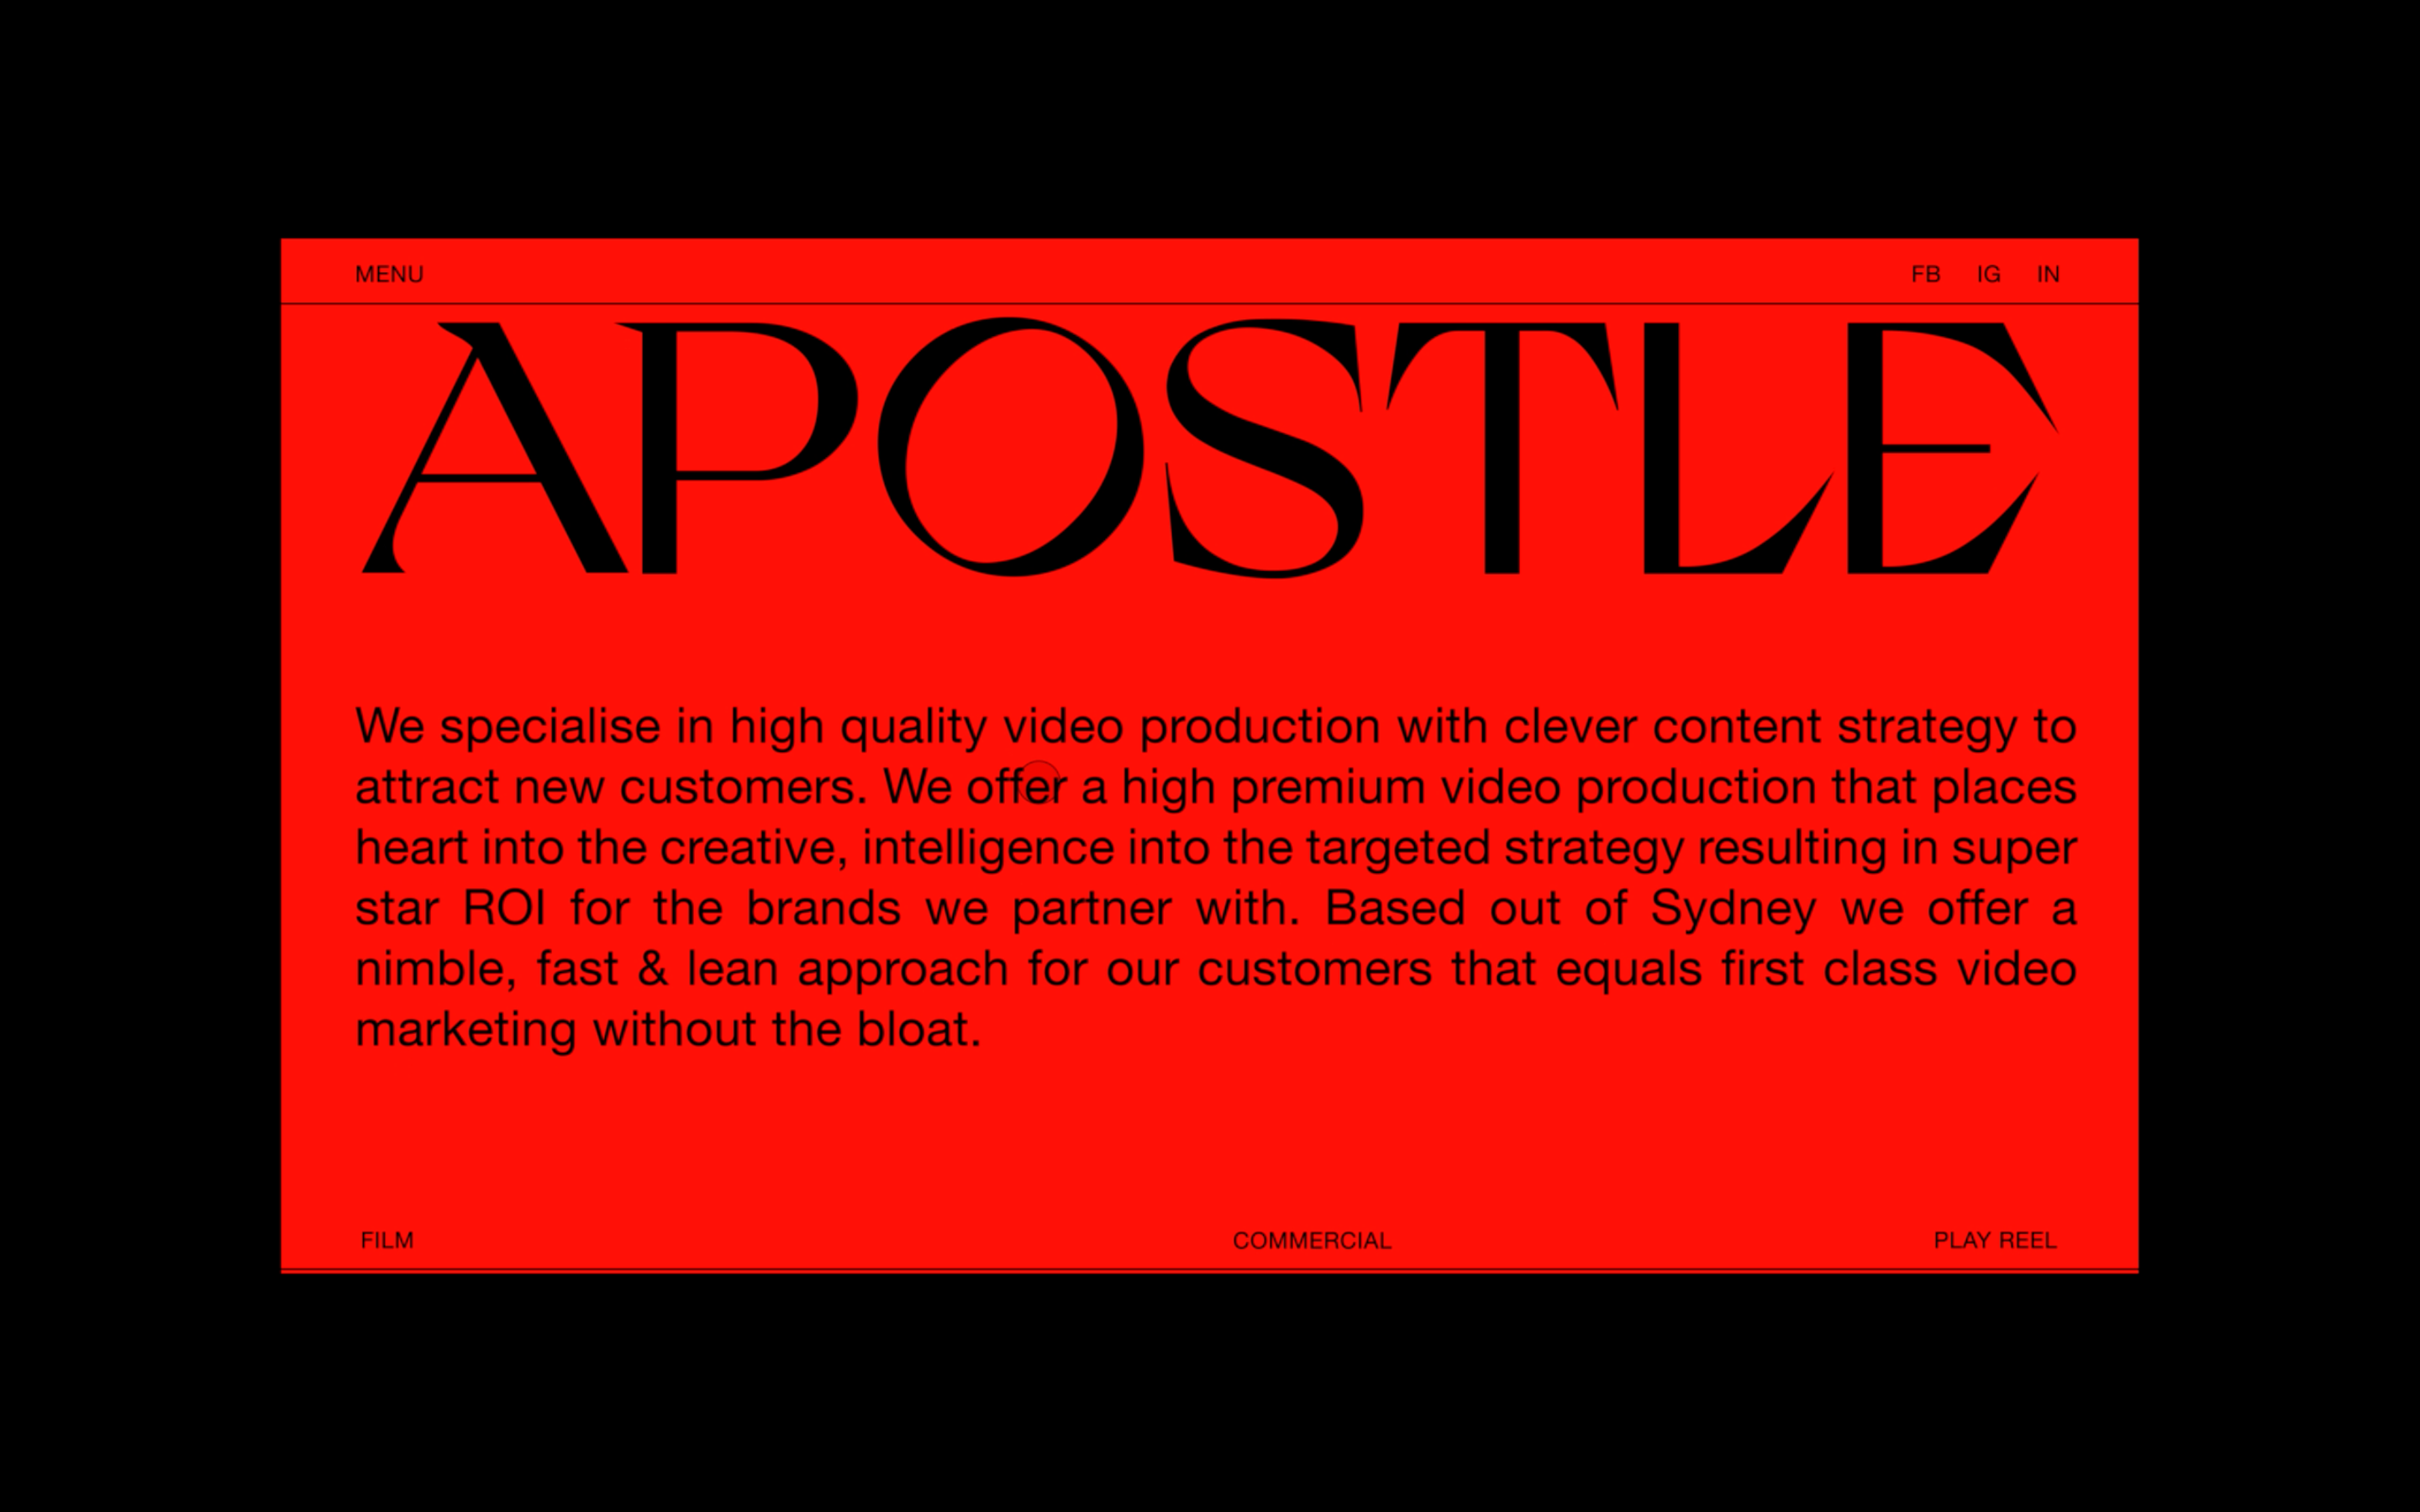 MENU FB IG IN
APOSTLE
We specialise in high quality video production with clever content strategy to
attract new customers. We offer a high premium video production that places
heart into the creative, intelligence into the targeted strategy resulting in super
star ROI for the brands we partner with. Based out of Sydney we offer a
nimble, fast & lean approach for our customers that equals first class video
marketing without the bloat.
FILM COMMERCIAL PLAY REEL